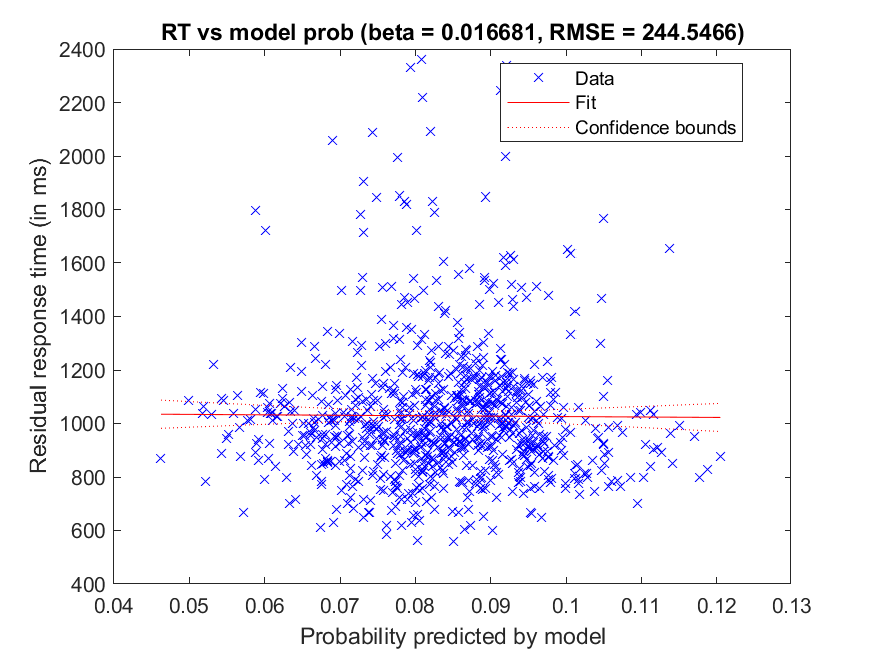 RT vs model prob (beta = 0.016681, RMSE = 244.5466)
2400
2200
2000
1800
1600
1400
1200
1000
800
600
400
Residual response time (in ms)
Data
Fit
Confidence bounds
0.04 0.05 0.06 0.07 0.08 0.09 0.1 0.11 0.12 0.13
Probability predicted by model